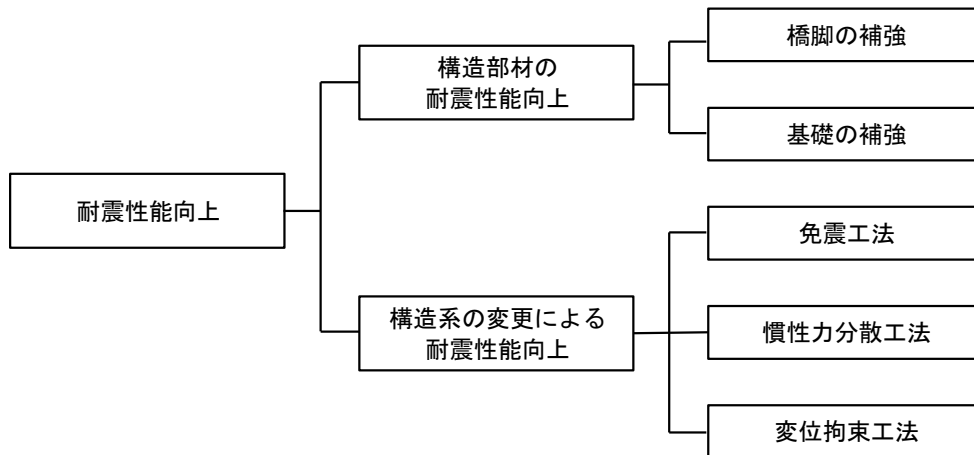 耐震性能向上
構造部材の
耐震性能向上
橋脚の補強
基礎の補強
構造系の変更による
耐震性能向上
免震工法
慣性力分散工法
変位拘束工法